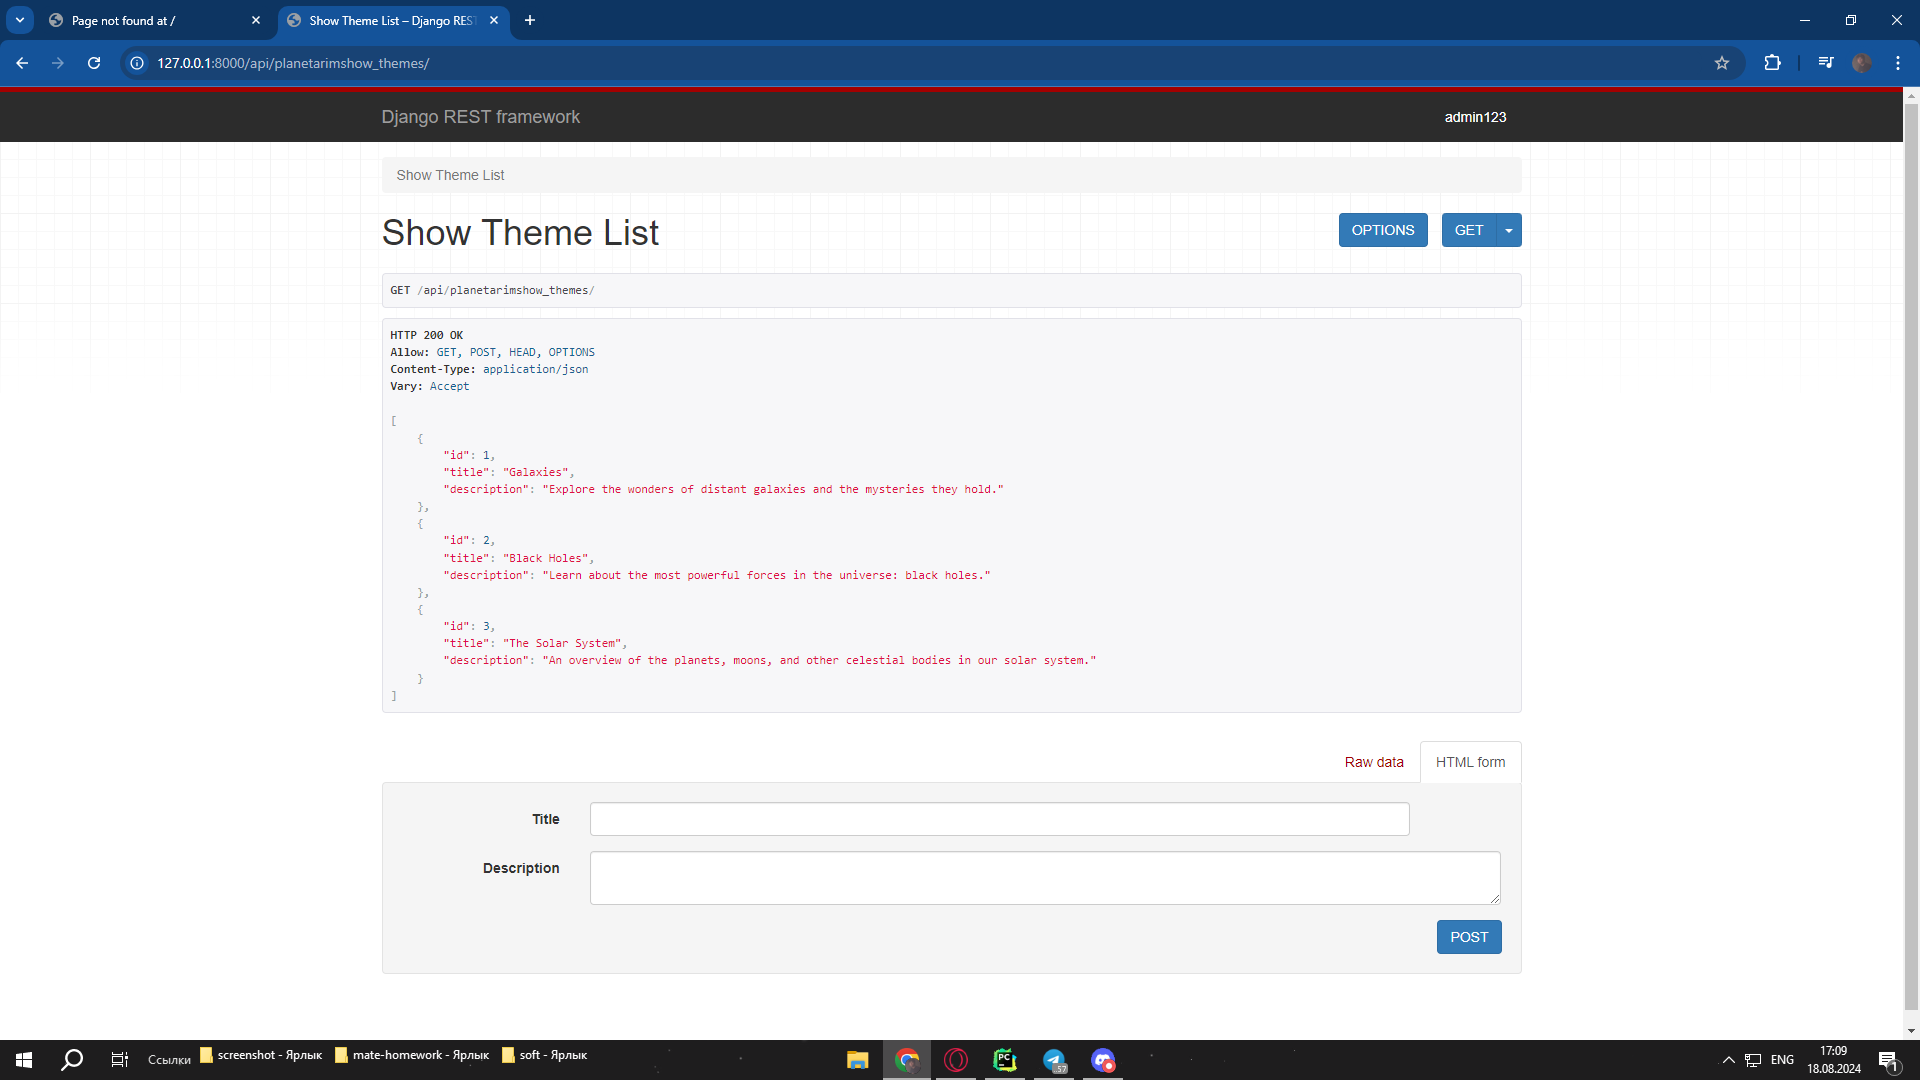 Page not found at /
Show Theme List – Django RES
127.0.0.1:8000/api/planetarimshow_themes/
Django REST framework
admin123
Show Theme List
Show Theme List
OPTIONS
GET
GET /api/planetarimshow_themes/
HTTP 200 OK
Allow: GET, POST, HEAD, OPTIONS
Content-Type: application/json
Vary: Accept
[
    {
        "id": 1,
        "title": "Galaxies",
        "description": "Explore the wonders of distant galaxies and the mysteries they hold."
    },
    {
        "id": 2,
        "title": "Black Holes",
        "description": "Learn about the most powerful forces in the universe: black holes."
    },
    {
        "id": 3,
        "title": "The Solar System",
        "description": "An overview of the planets, moons, and other celestial bodies in our solar system."
    }
]
Raw data
HTML form
Title
Description
POST
Ссылки
screenshot - Ярлык
mate-homework - Ярлык
soft - Ярлык
PC
57
ENG
17:09
18.08.2024
1